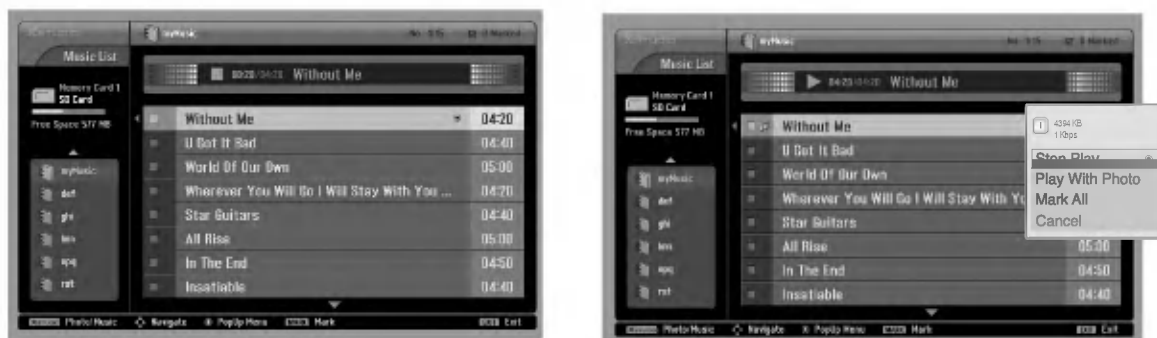 myMusic
Music List
Memory Card 1
SD Card
Free Space 577 MB
Without Me
Without Me 04:20
U Got It Bad 04:40
World Of Our Own 05:00
Wherever You Will Go I Will Stay With You ... 04:20
Star Guitars 04:40
All Rise 05:00
In The End 04:50
Insatiable 04:40
myMusic
def
ghi
rst
Photo/Music Navigate PopUp Menu Mark Exit
myMusic
Music List
Memory Card 1
SD Card
Free Space 577 MB
Without Me
Without Me
U Got It Bad
World Of Our Own
Wherever You Will Go I Will Stay With
Star Guitars
All Rise 05:00
In The End 04:50
Insatiable 04:40
4394 KB
1 Kbps
Stop Play
Play With Photo
Mark All
Cancel
myMusic
def
ghi
rst
Photo/Music Navigate PopUp Menu Mark Exit